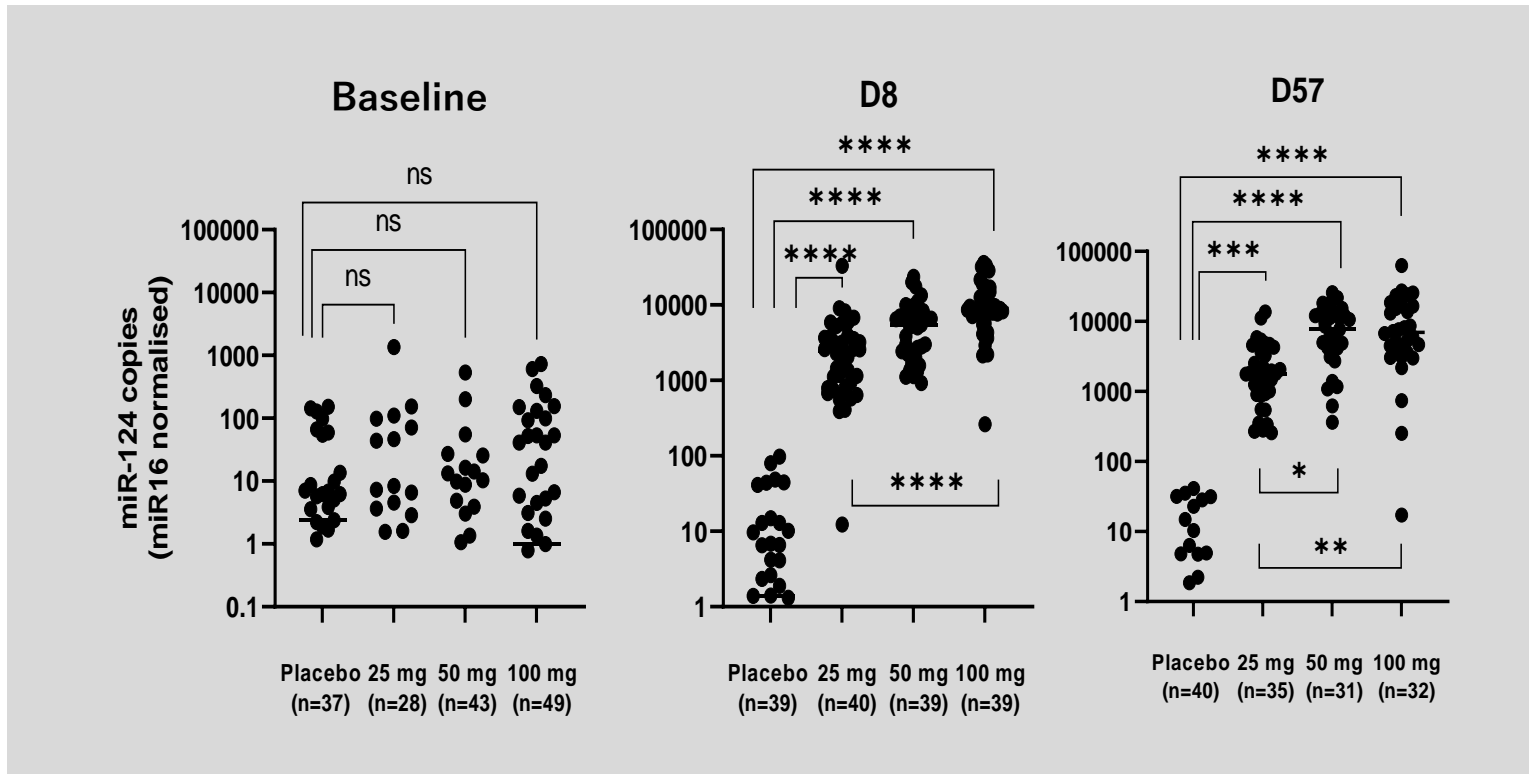 Baseline
D8
D57
miR-124 copies
(miR16 normalised)
ns
ns
ns
100000
10000
1000
100
10
1
0.1
Placebo 25 mg 50 mg 100 mg
(n=37) (n=28) (n=43) (n=49)
****
****
****
100000
10000
1000
100
10
1
****
Placebo 25 mg 50 mg 100 mg
(n=39) (n=40) (n=39) (n=39)
****
****
***
100000
10000
1000
100
10
1
*
**
Placebo 25 mg 50 mg 100 mg
(n=40) (n=35) (n=31) (n=32)